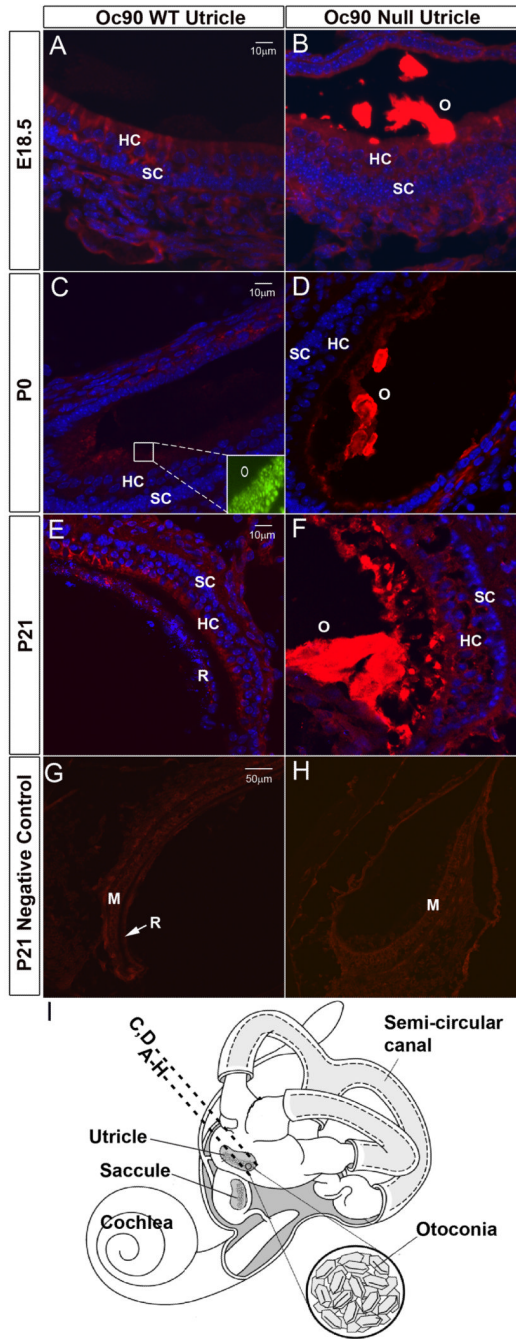 Oc90 WT Utricle
Oc90 Null Utricle
E18.5
A
10µm
HC
SC
B
O
HC
SC
P0
C
10µm
HC
SC
O
D
SC
HC
O
P21
E
10µm
SC
HC
R
F
O
SC
HC
P21 Negative Control
G
50µm
M
R
H
M
I
C,D
A-H
Semi-circular
canal
Utricle
Saccule
Cochlea
Otoconia